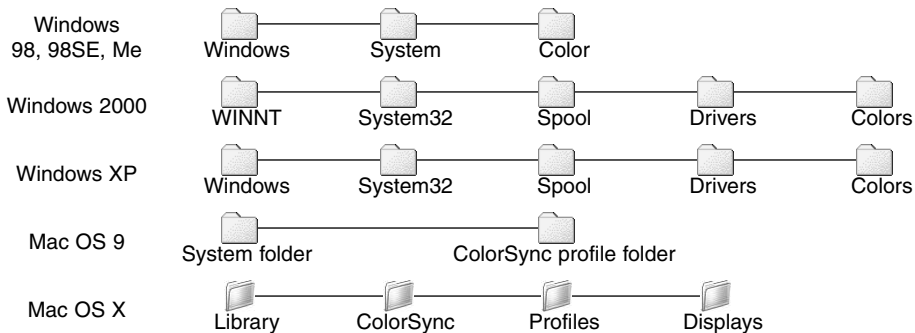 Windows
98, 98SE, Me
Windows System Color
Windows 2000
WINNT System32 Spool Drivers Colors
Windows XP
Windows System32 Spool Drivers Colors
Mac OS 9
System folder ColorSync profile folder
Mac OS X
Library ColorSync Profiles Displays